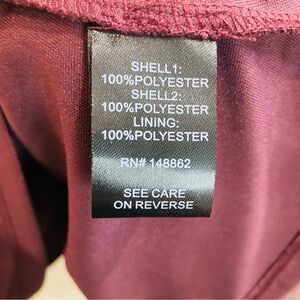 SHELL1:
100%POLYESTER
SHELL2:
100%POLYESTER
LINING:
100%POLYESTER
RN# 148862
SEE CARE
ON REVERSE